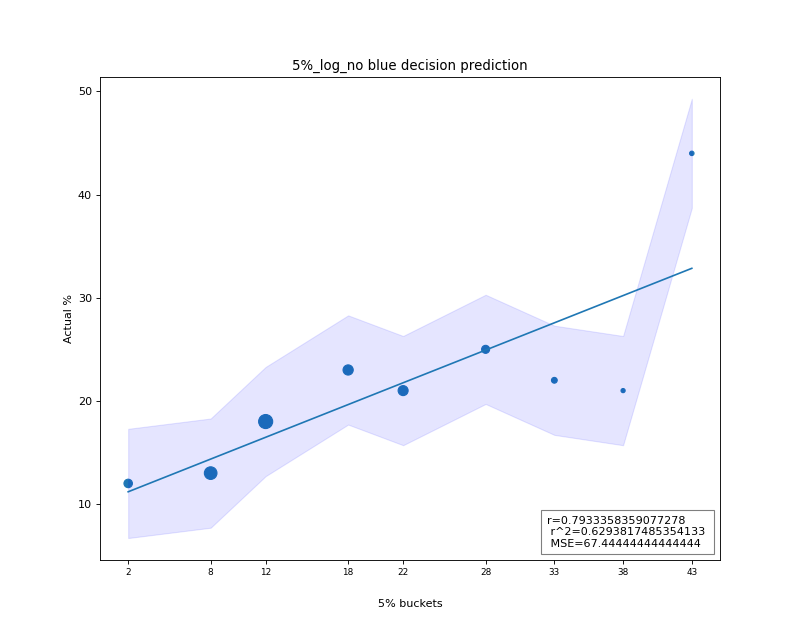 5%_log_no blue decision prediction
Actual %
50
40
30
20
10
2 8 12 18 22 28 33 38 43
5% buckets
r=0.7933358359077278
r^2=0.6293817485354133
MSE=67.44444444444444